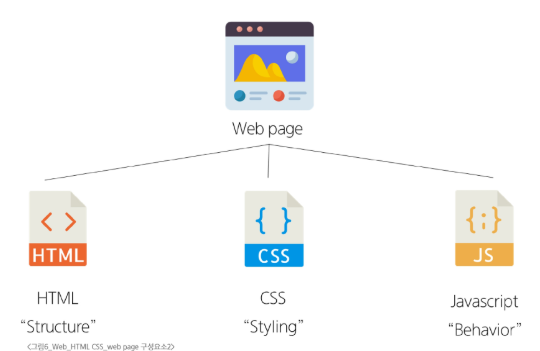 Web page
< >
HTML
{ }
CSS
{;}
JS
HTML
"Structure"
CSS
"Styling"
Javascript
"Behavior"
<그림6_Web_HTML CSS_web page 구성요소2>